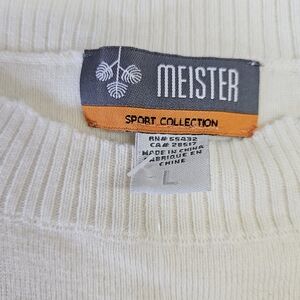 MEISTER
SPORT COLLECTION
RN# 55432
CA# 28517
MADE IN CHINA
FABRIQUE EN
CHINE
L